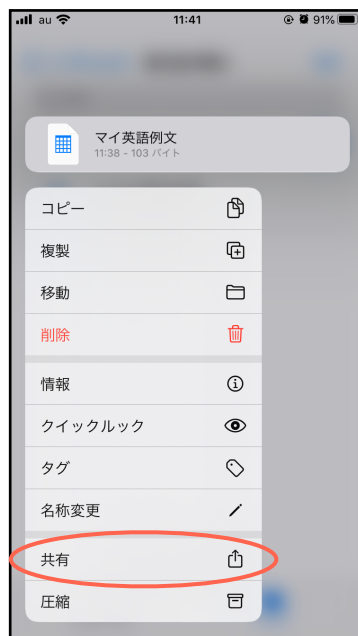 au 11:41 91%
マイ英語例文
11:38 - 103 バイト
コピー
複製
移動
削除
情報
クイックルック
タグ
名称変更
共有
圧縮